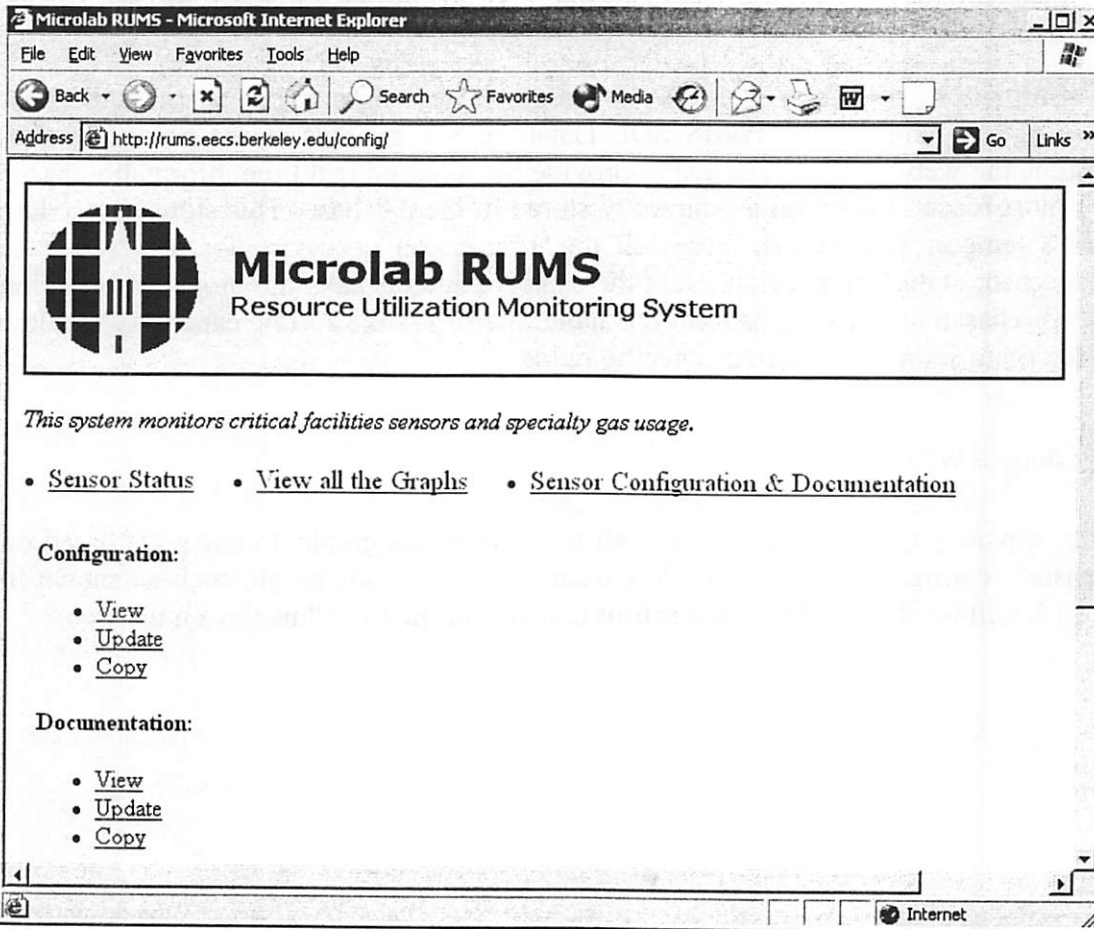 Microlab RUMS - Microsoft Internet Explorer
File Edit View Favorites Tools Help
Back Search Favorites Media
Address http://rums.eecs.berkeley.edu/config/ Go Links »
Microlab RUMS
Resource Utilization Monitoring System
This system monitors critical facilities sensors and specialty gas usage.
• Sensor Status • View all the Graphs • Sensor Configuration & Documentation
Configuration:
• View
• Update
• Copy
Documentation:
• View
• Update
• Copy
Internet